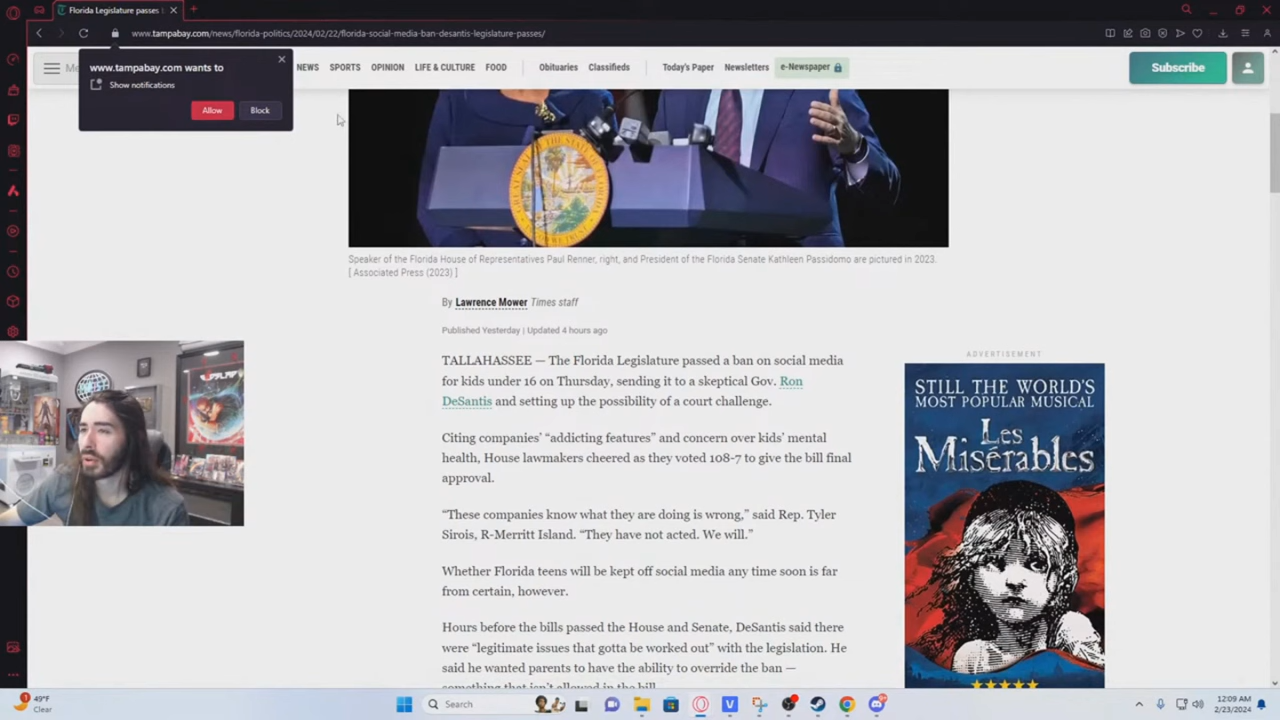 Florida Legislature passes
www.tampabay.com/news/florida-politics/2024/02/22/florida-social-media-ban-desantis-legislature-passes/
www.tampabay.com wants to
Show notifications
Allow
Block
Me
NEWS
SPORTS
OPINION
LIFE & CULTURE
FOOD
Obituaries
Classifieds
Today's Paper
Newsletters
e-Newspaper
Subscribe
Speaker of the Florida House of Representatives Paul Renner, right, and President of the Florida Senate Kathleen Passidomo are pictured in 2023.
[ Associated Press (2023) ]
By Lawrence Mower Times staff
Published Yesterday | Updated 4 hours ago
TALLAHASSEE — The Florida Legislature passed a ban on social media
for kids under 16 on Thursday, sending it to a skeptical Gov. Ron
DeSantis and setting up the possibility of a court challenge.
Citing companies' “addicting features” and concern over kids' mental
health, House lawmakers cheered as they voted 108-7 to give the bill final
approval.
“These companies know what they are doing is wrong,” said Rep. Tyler
Sirois, R-Merritt Island. “They have not acted. We will.”
Whether Florida teens will be kept off social media any time soon is far
from certain, however.
Hours before the bills passed the House and Senate, DeSantis said there
were “legitimate issues that gotta be worked out” with the legislation. He
said he wanted parents to have the ability to override the ban —
something that isn't allowed in the bill.
ADVERTISEMENT
STILL THE WORLD'S
MOST POPULAR MUSICAL
Les
Misérables
49°F
Clear
Search
12:09 AM
2/23/2024